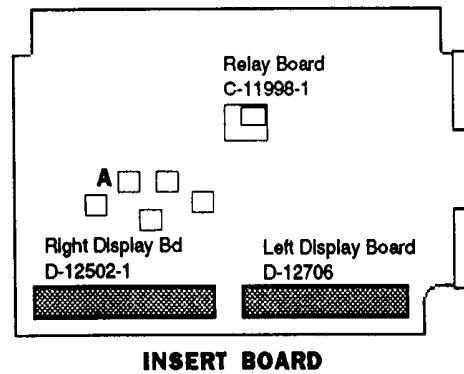 Relay Board
C-11998-1
A
Right Display Bd
D-12502-1
Left Display Board
D-12706
INSERT BOARD